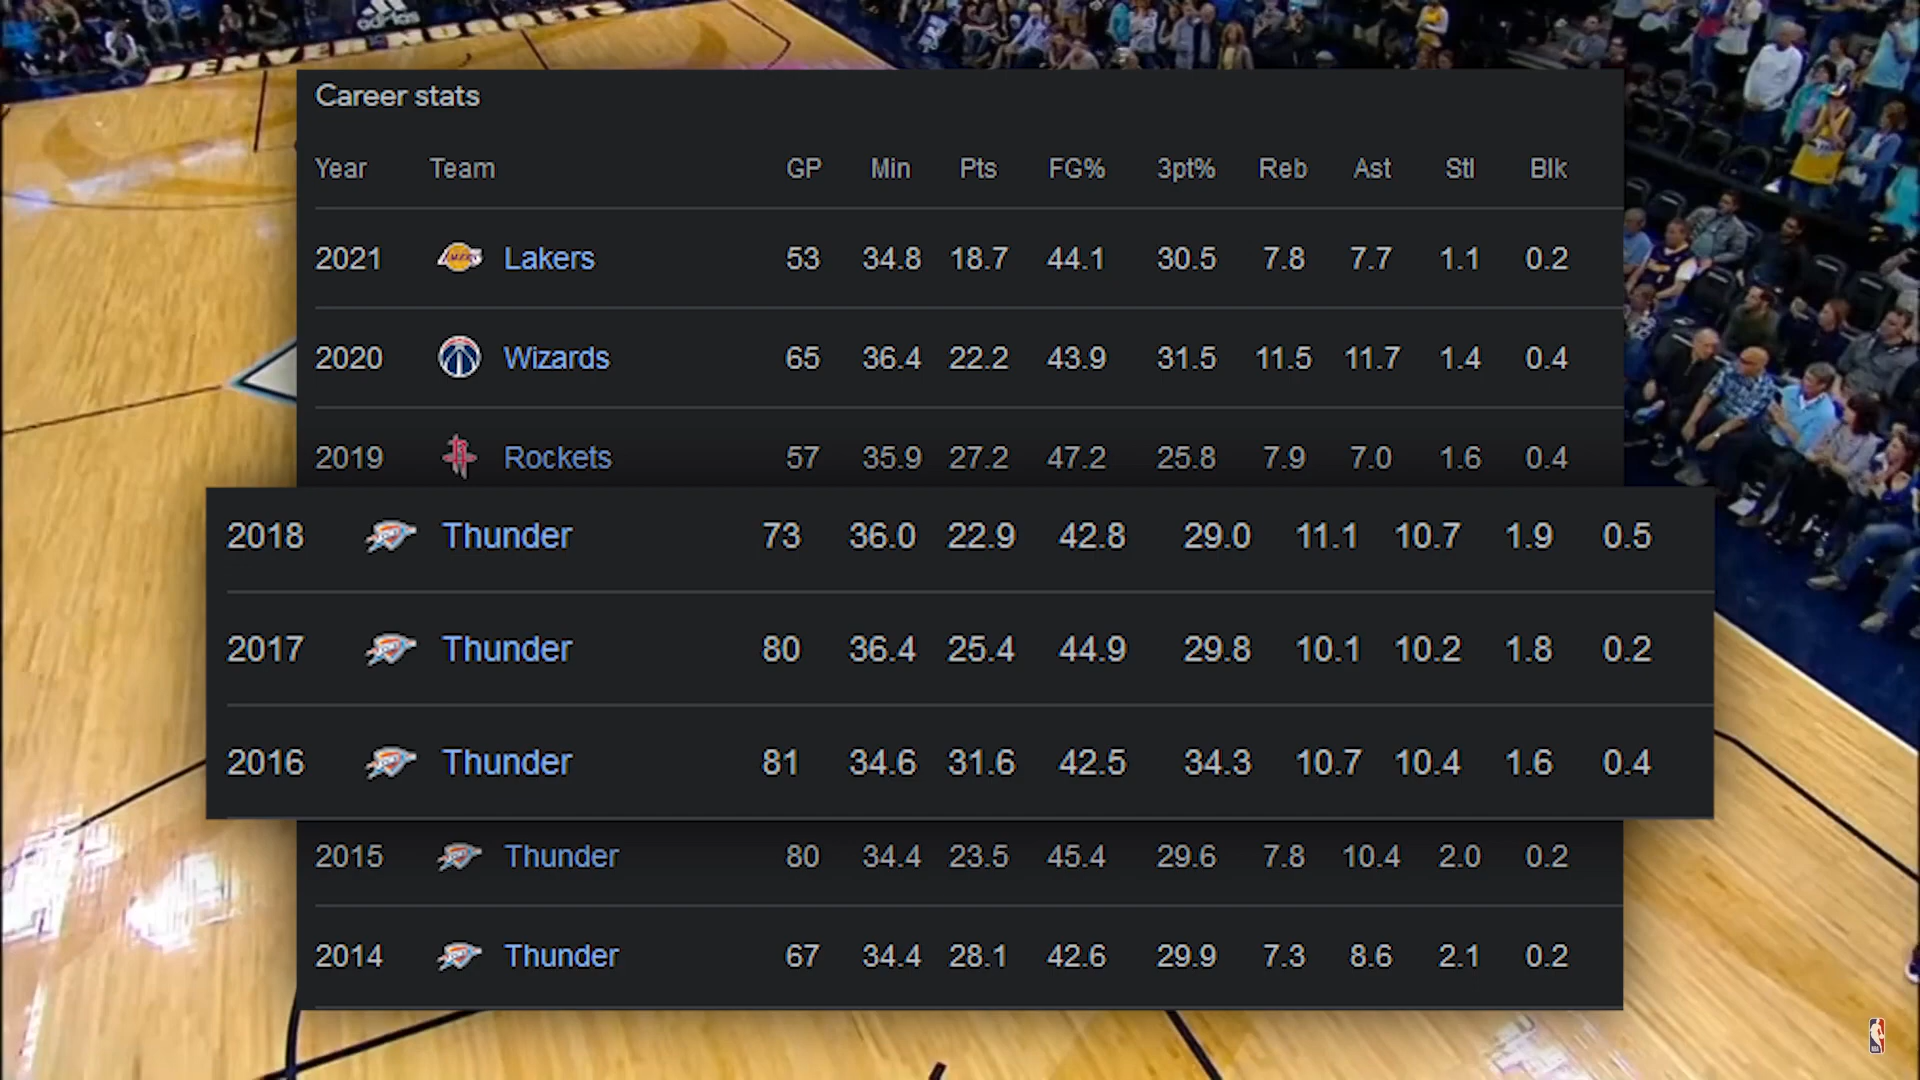 adidas
DENVER NUGGETS
Career stats
Year Team GP Min Pts FG% 3pt% Reb Ast Stl Blk
2021 Lakers 53 34.8 18.7 44.1 30.5 7.8 7.7 1.1 0.2
2020 Wizards 65 36.4 22.2 43.9 31.5 11.5 11.7 1.4 0.4
2019 Rockets 57 35.9 27.2 47.2 25.8 7.9 7.0 1.6 0.4
2018 Thunder 73 36.0 22.9 42.8 29.0 11.1 10.7 1.9 0.5
2017 Thunder 80 36.4 25.4 44.9 29.8 10.1 10.2 1.8 0.2
2016 Thunder 81 34.6 31.6 42.5 34.3 10.7 10.4 1.6 0.4
2015 Thunder 80 34.4 23.5 45.4 29.6 7.8 10.4 2.0 0.2
2014 Thunder 67 34.4 28.1 42.6 29.9 7.3 8.6 2.1 0.2